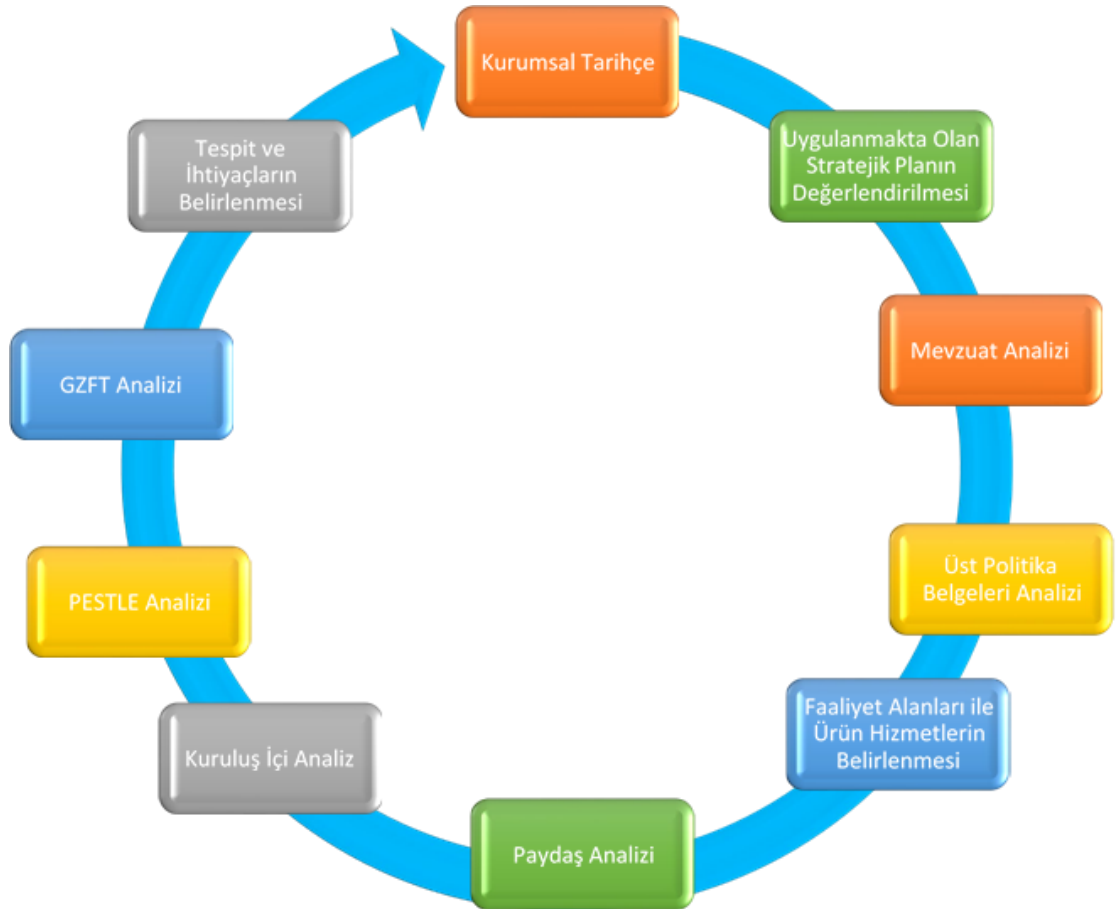 Kurumsal Tarihçe
Uygulanmakta Olan
Stratejik Planın
Değerlendirilmesi
Mevzuat Analizi
Üst Politika
Belgeleri Analizi
Faaliyet Alanları ile
Ürün Hizmetlerin
Belirlenmesi
Paydaş Analizi
Kuruluş İçi Analiz
PESTLE Analizi
GZFT Analizi
Tespit ve
İhtiyaçların
Belirlenmesi